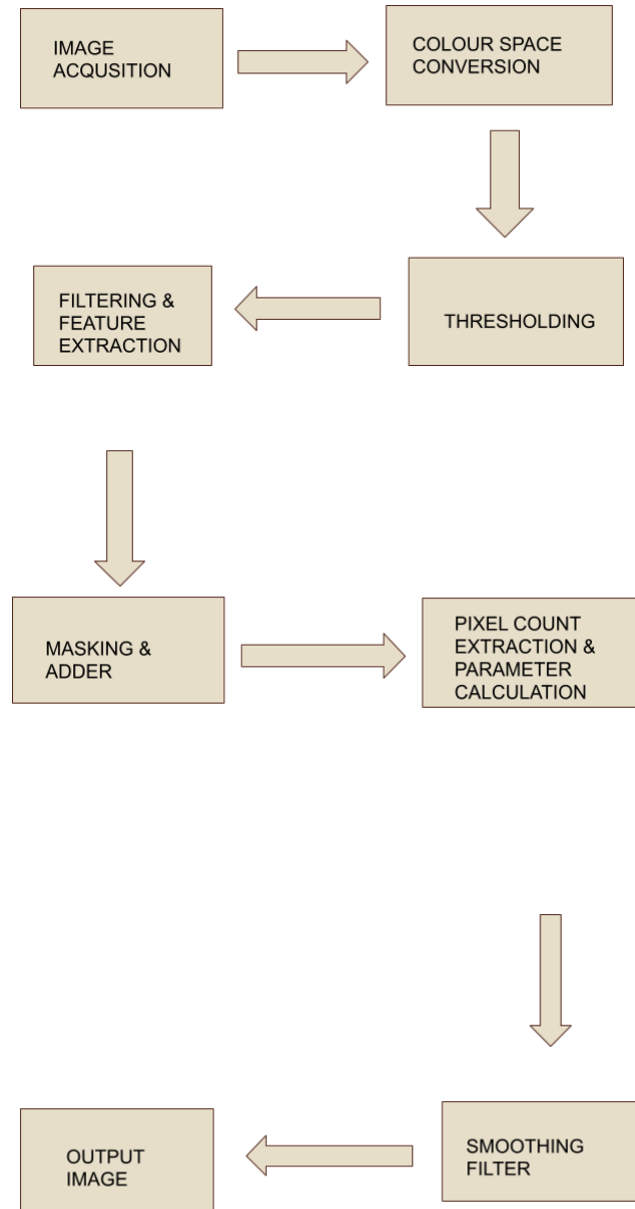 IMAGE
ACQUSITION
COLOUR SPACE
CONVERSION
THRESHOLDING
FILTERING &
FEATURE
EXTRACTION
MASKING &
ADDER
PIXEL COUNT
EXTRACTION &
PARAMETER
CALCULATION
SMOOTHING
FILTER
OUTPUT
IMAGE